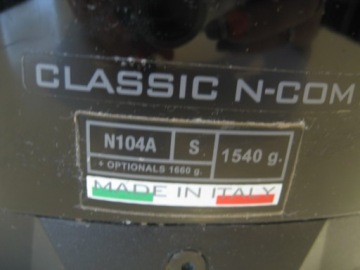 CLASSIC N-COM
N104A S 1540 g.
+ OPTIONALS 1660 g.
MADE IN ITALY